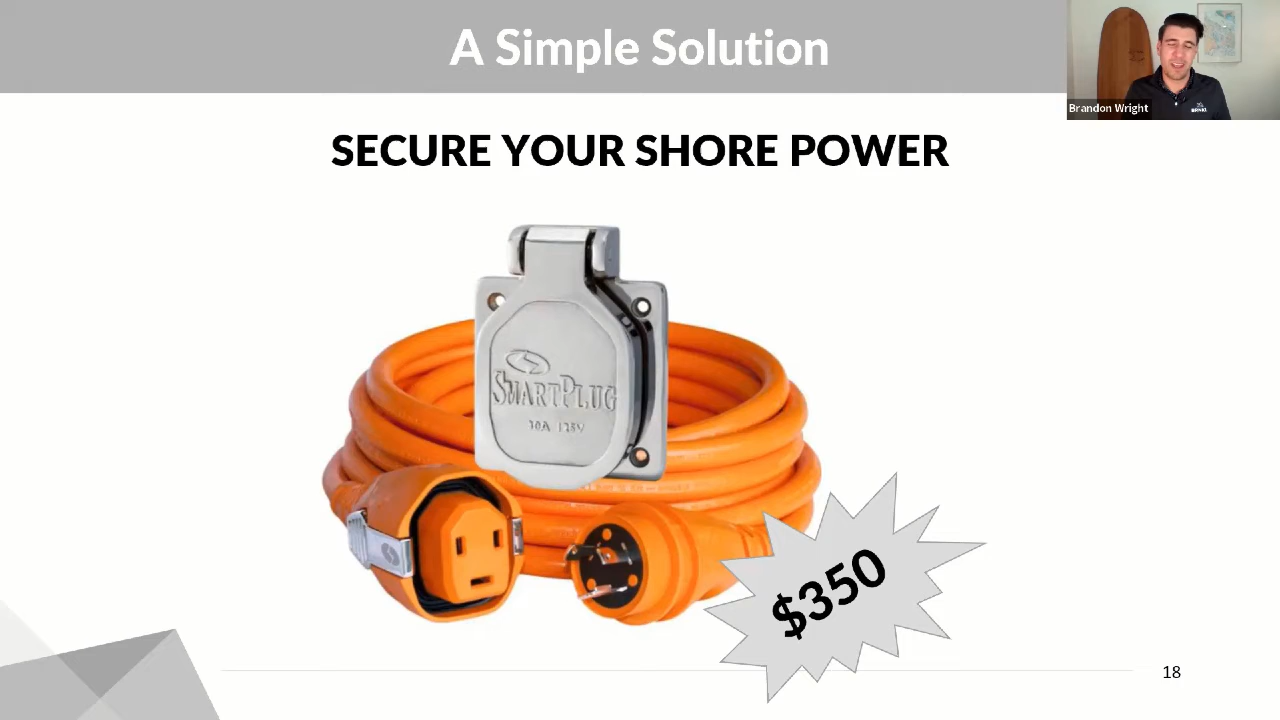 A Simple Solution
Brandon Wright
SECURE YOUR SHORE POWER
SMARTPLUG
30A 125V
$350
18